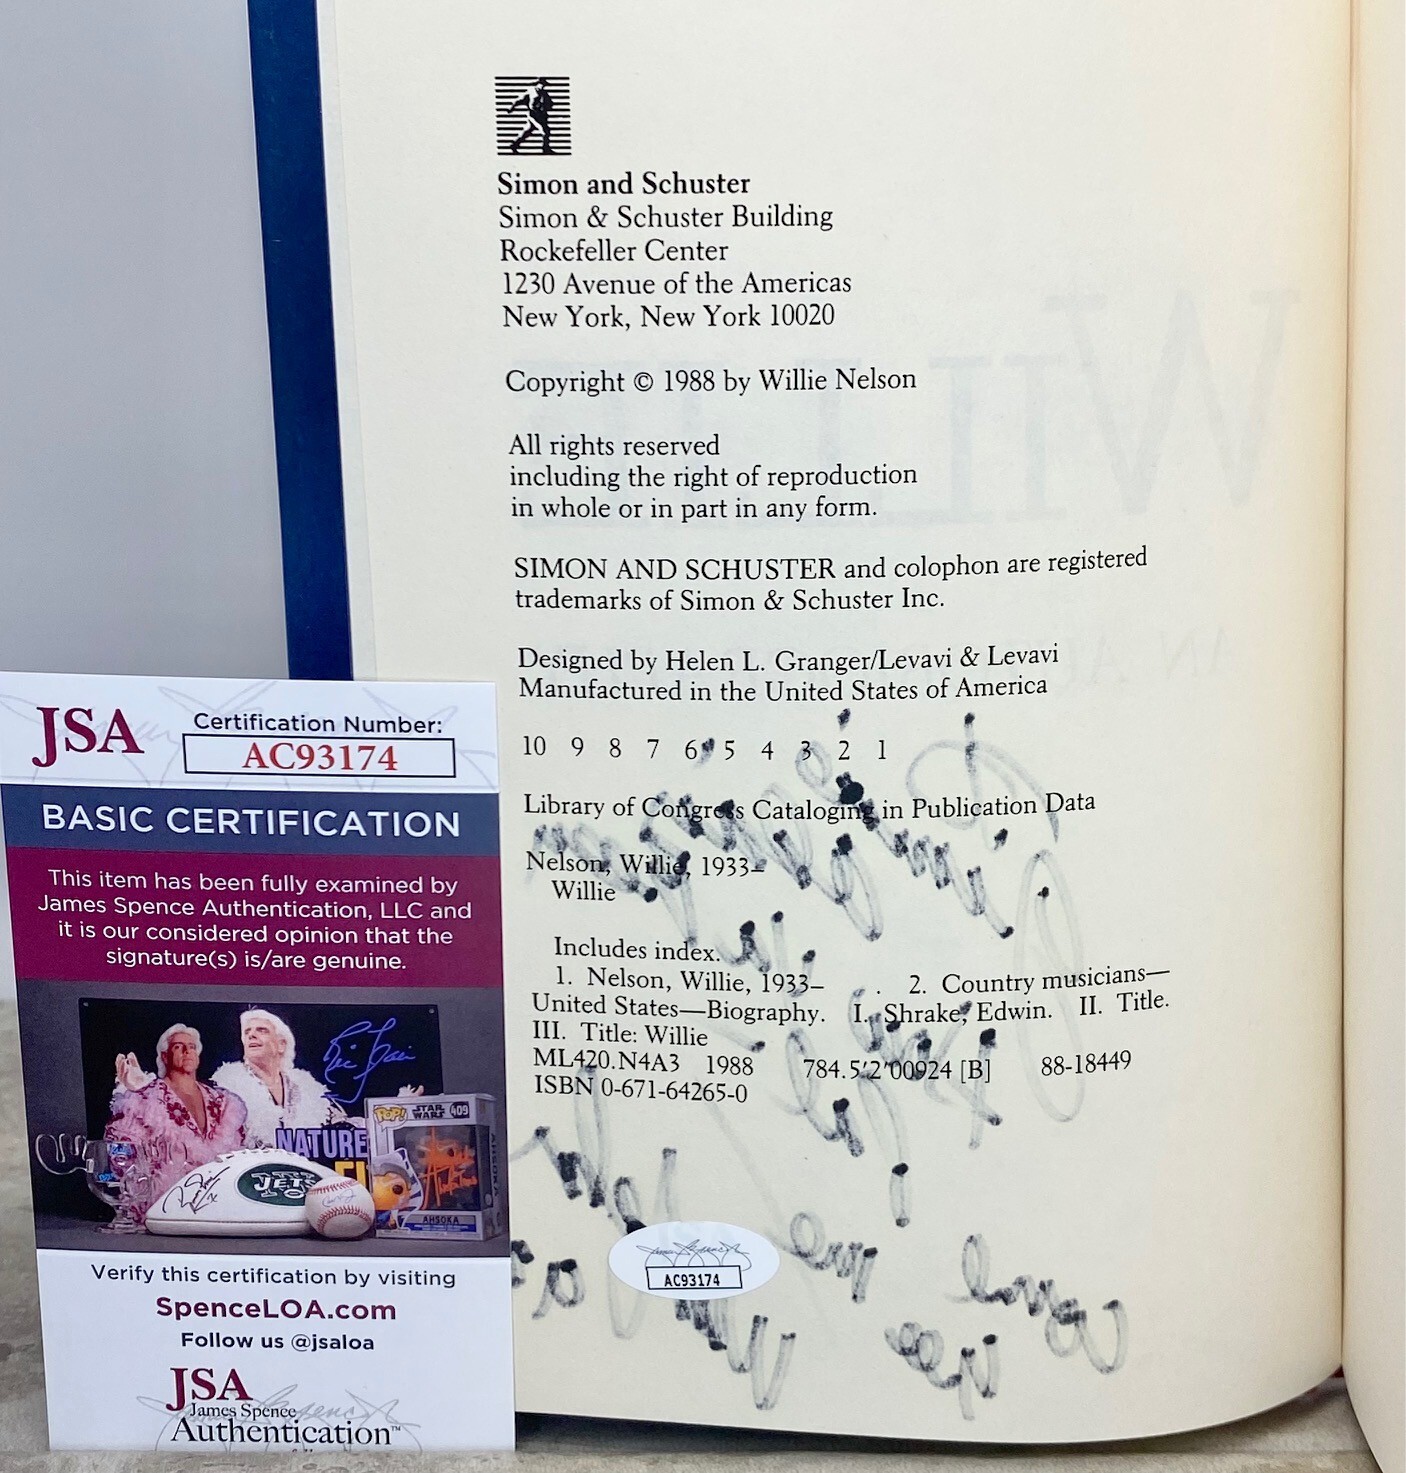 Simon and Schuster
Simon & Schuster Building
Rockefeller Center
1230 Avenue of the Americas
New York, New York 10020
Copyright © 1988 by Willie Nelson
All rights reserved
including the right of reproduction
in whole or in part in any form.
SIMON AND SCHUSTER and colophon are registered
trademarks of Simon & Schuster Inc.
Designed by Helen L. Granger/Levavi & Levavi
Manufactured in the United States of America
10 9 8 7 6 5 4 3 2 1
Library of Congress Cataloging in Publication Data
Nelson, Willie, 1933–
Willie
Includes index.
1. Nelson, Willie, 1933– . 2. Country musicians—
United States—Biography. I. Shrake, Edwin. II. Title.
III. Title: Willie
ML420.N4A3 1988 784.5'2'00924 [B] 88-18449
ISBN 0-671-64265-0
WILLIE
AC93174
JSA
Certification Number:
AC93174
BASIC CERTIFICATION
This item has been fully examined by
James Spence Authentication, LLC and
it is our considered opinion that the
signature(s) is/are genuine.
NATURE
JETS
POP!
STAR WARS
409
AHSOKA
AHSOKA
Verify this certification by visiting
SpenceLOA.com
Follow us @jsaloa
JSA
James Spence
Authentication™